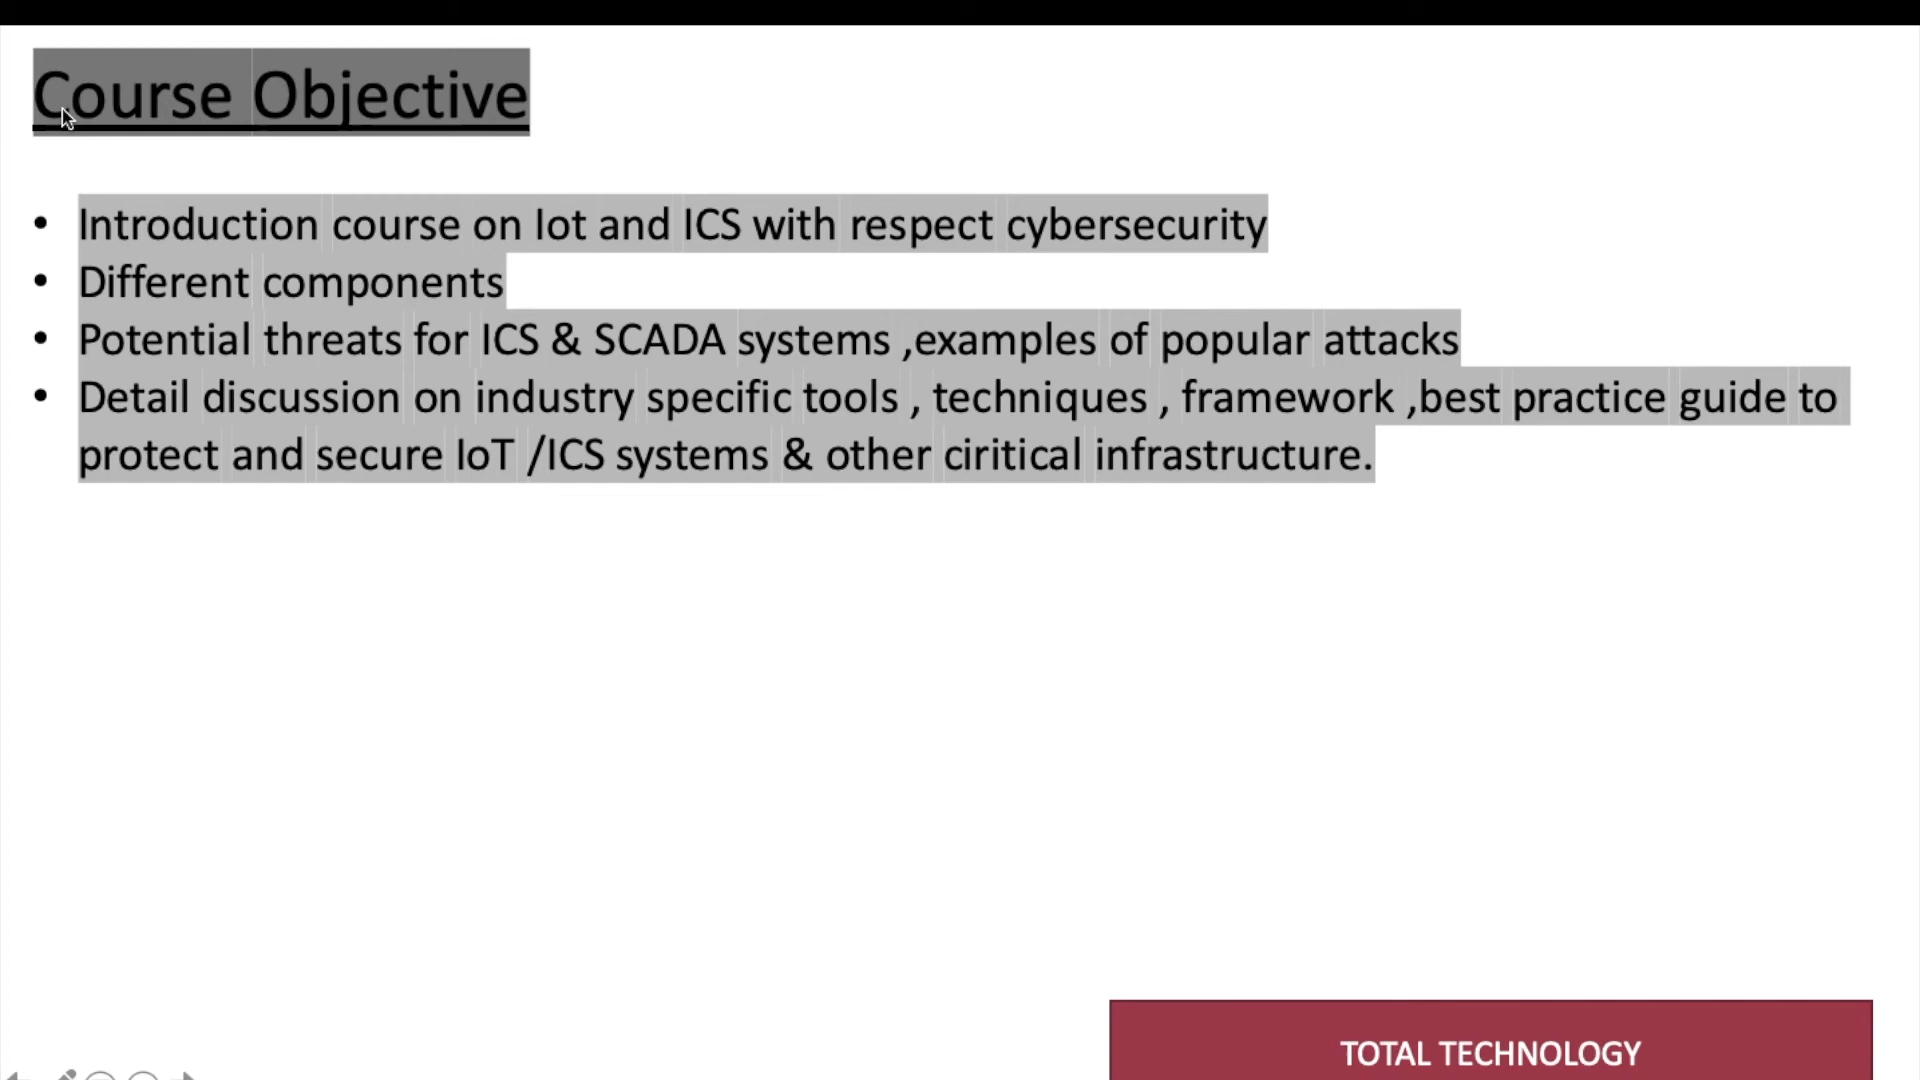 Course Objective
• Introduction course on Iot and ICS with respect cybersecurity
• Different components
• Potential threats for ICS & SCADA systems ,examples of popular attacks
• Detail discussion on industry specific tools , techniques , framework ,best practice guide to
protect and secure IoT /ICS systems & other ciritical infrastructure.
TOTAL TECHNOLOGY